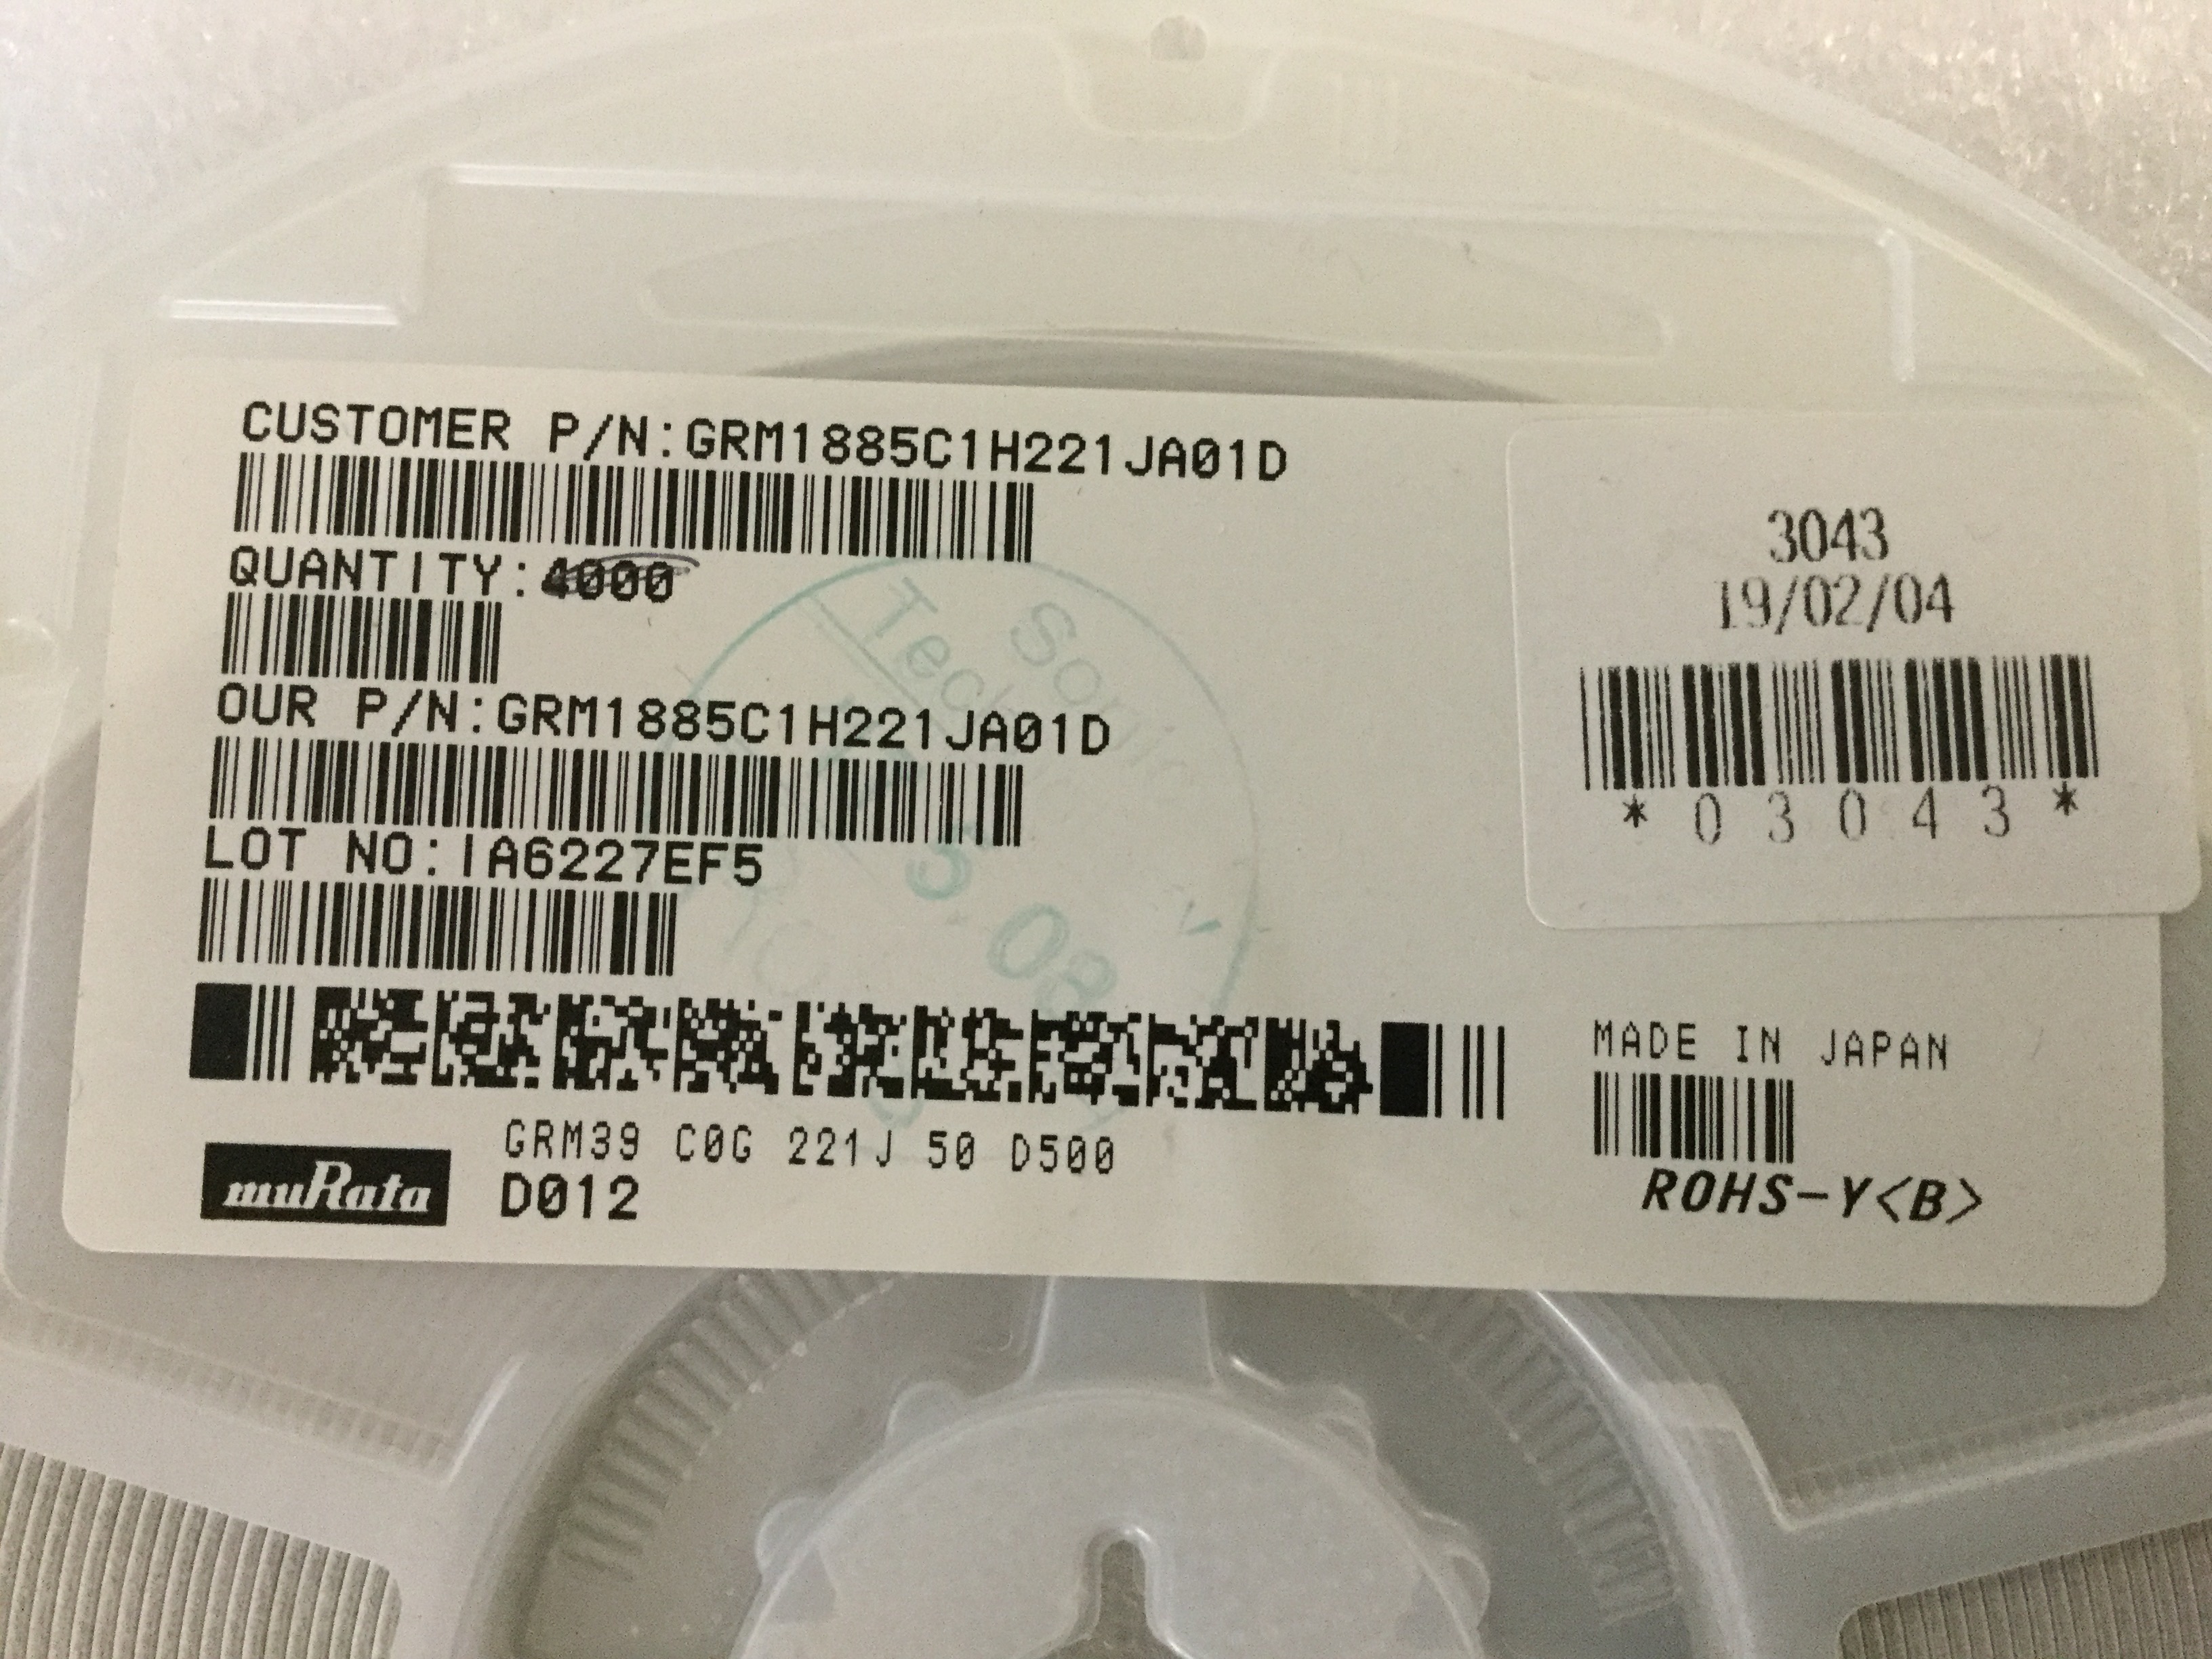 CUSTOMER P/N:GRM1885C1H221JA01D
QUANTITY:4000
OUR P/N:GRM1885C1H221JA01D
LOT NO:IA6227EF5
GRM39 C0G 221J 50 D500
muRata
D012
3043
19/02/04
*03043*
MADE IN JAPAN
ROHS-Y<B>
Sonic